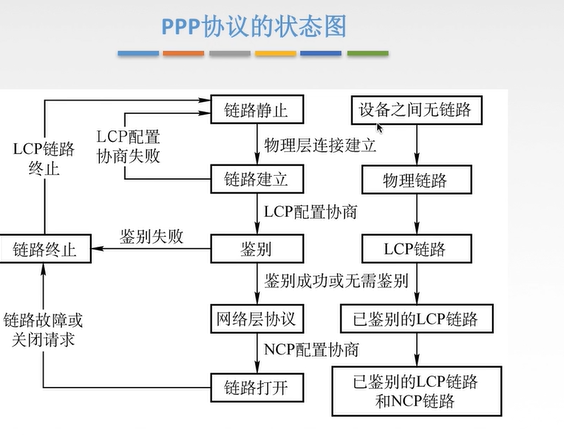 PPP协议的状态图
链路静止
设备之间无链路
LCP配置
协商失败
LCP链路
终止
物理层连接建立
链路建立
物理链路
LCP配置协商
鉴别失败
链路终止
鉴别
LCP链路
鉴别成功或无需鉴别
链路故障或
关闭请求
网络层协议
已鉴别的LCP链路
NCP配置协商
链路打开
已鉴别的LCP链路
和NCP链路